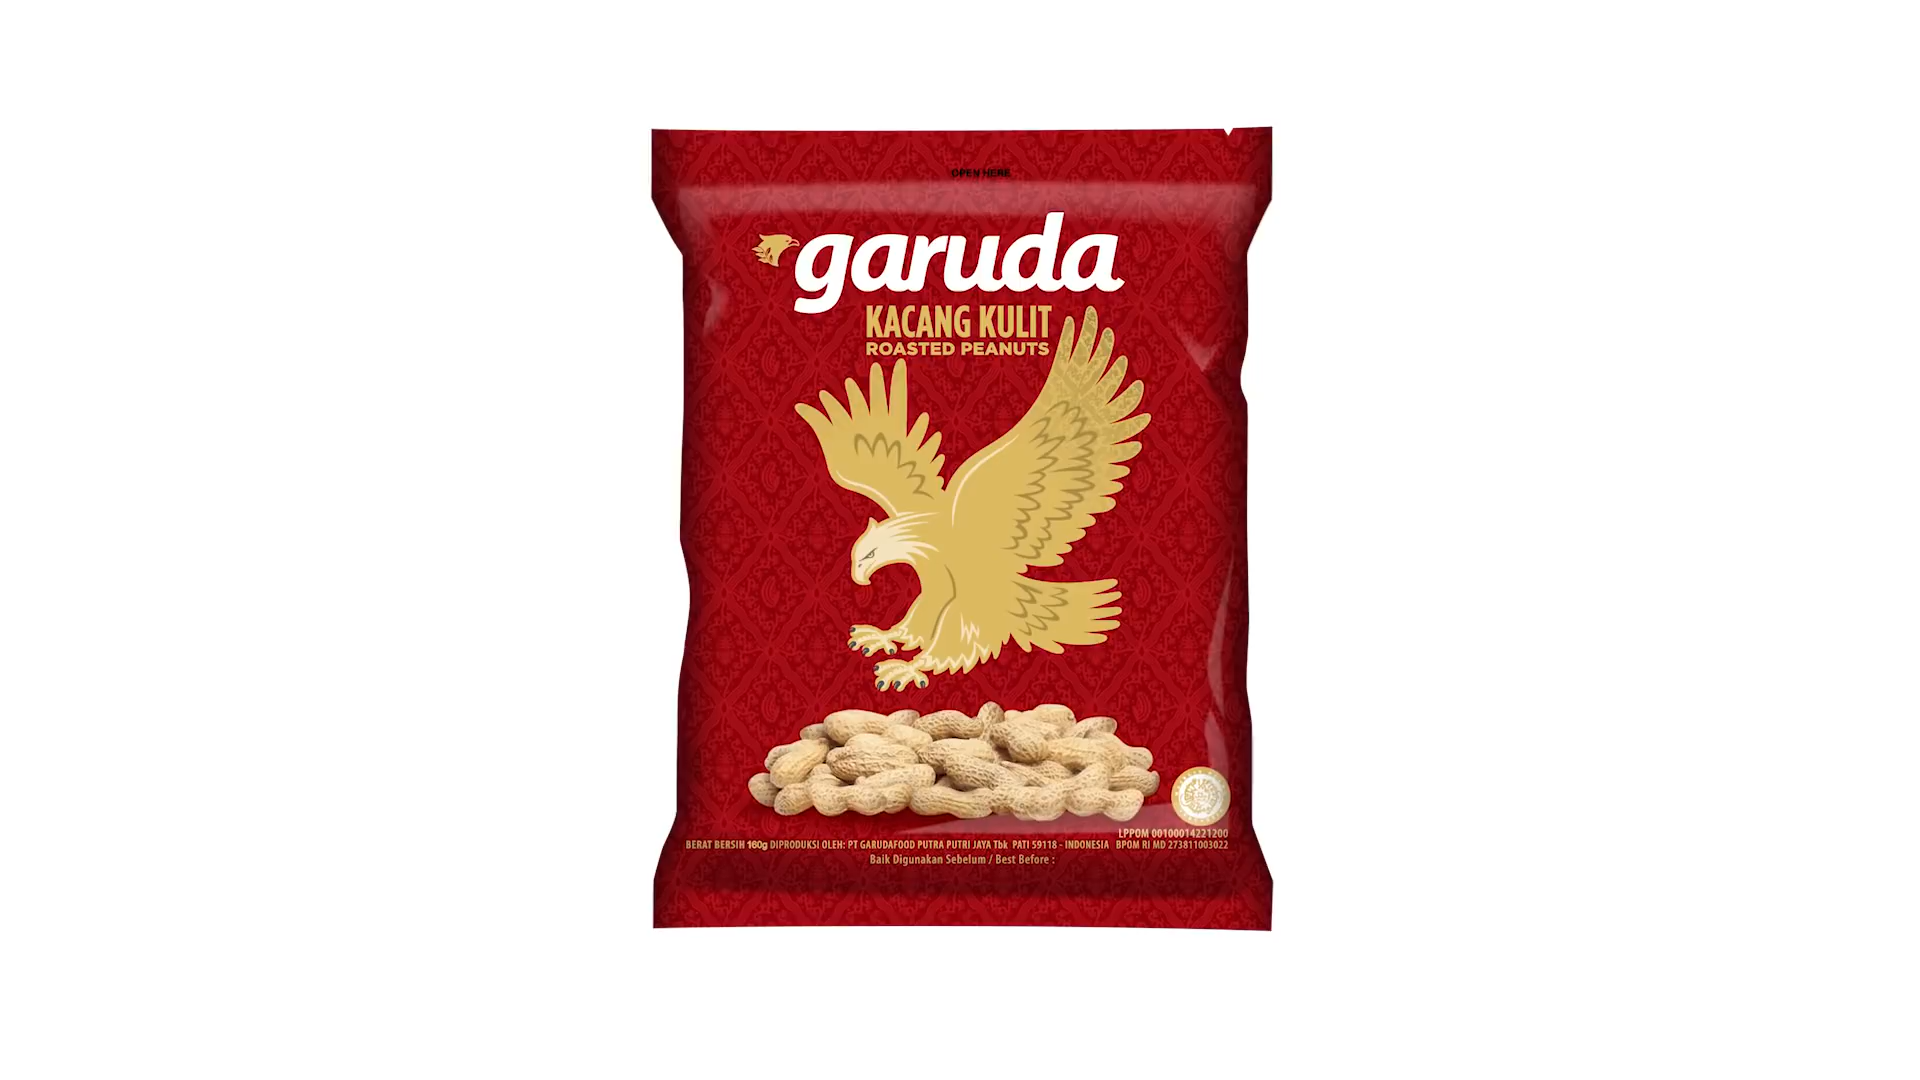 OPEN HERE
garuda
KACANG KULIT
ROASTED PEANUTS
LPPOM 00100014221200
BERAT BERSIH 160g DIPRODUKSI OLEH: PT GARUDAFOOD PUTRA PUTRI JAYA Tbk PATI 59118 - INDONESIA BPOM RI MD 273811003022
Baik Digunakan Sebelum / Best Before :